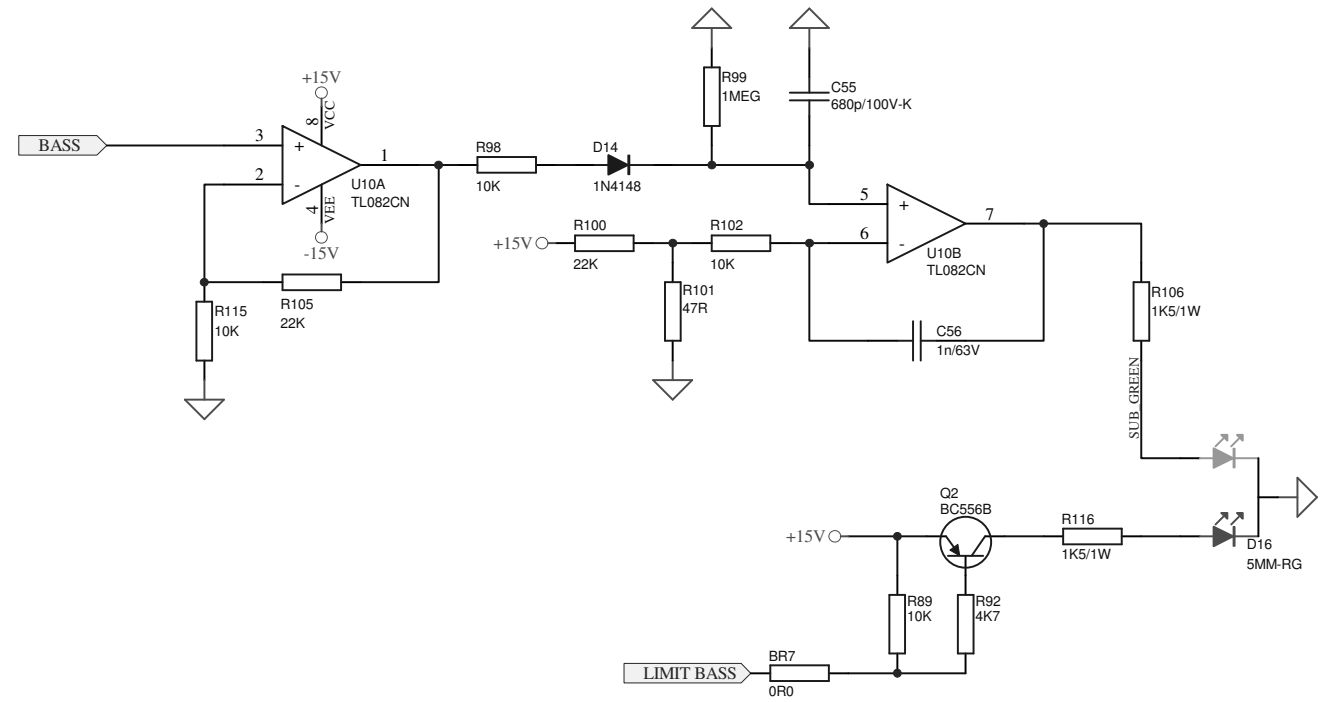 R99
1MEG
C55
680p/100V-K
+15V
8
VCC
BASS
3
+
1
2
-
U10A
TL082CN
4
VEE
-15V
R98
10K
D14
1N4148
5
+
7
6
-
U10B
TL082CN
+15V
R100
22K
R102
10K
R101
47R
R115
10K
R105
22K
C56
1n/63V
R106
1K5/1W
SUB_GREEN
Q2
BC556B
+15V
R116
1K5/1W
D16
5MM-RG
R89
10K
R92
4K7
LIMIT BASS
BR7
0R0